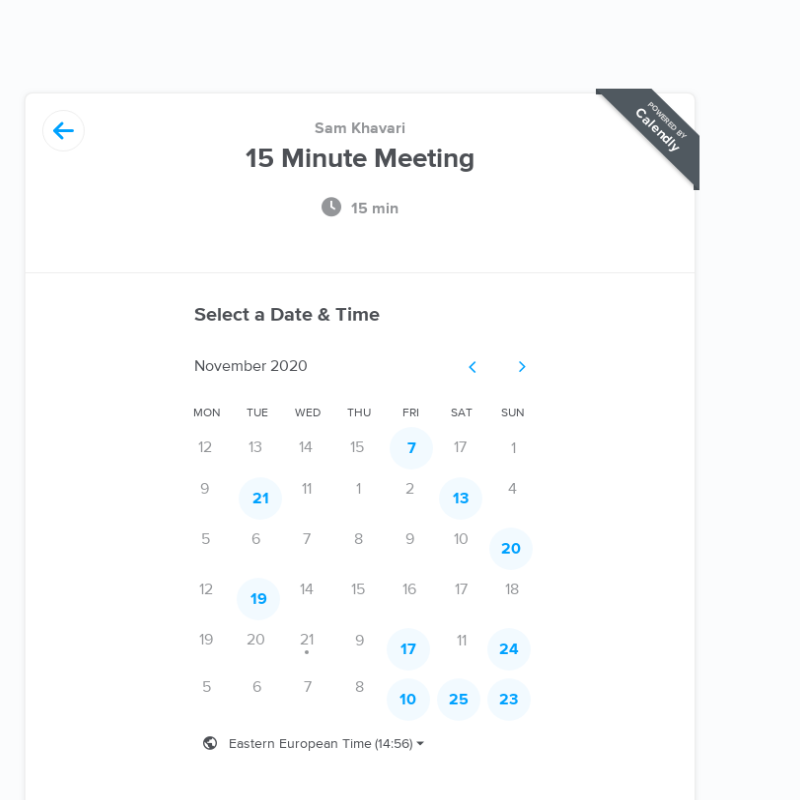 POWERED BY
Calendly
Sam Khavari
15 Minute Meeting
15 min
Select a Date & Time
November 2020
MON TUE WED THU FRI SAT SUN
12 13 14 15 7 17 1
9 21 11 1 2 13 4
5 6 7 8 9 10 20
12 19 14 15 16 17 18
19 20 21 9 17 11 24
5 6 7 8 10 25 23
Eastern European Time (14:56)